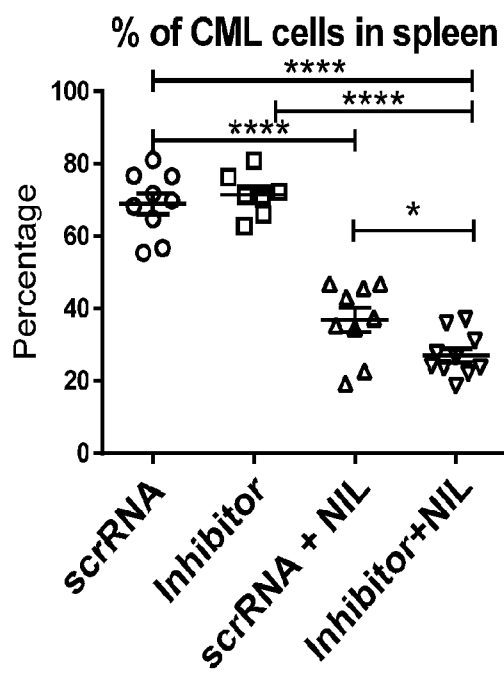 % of CML cells in spleen
****
****
****
*
Percentage
100
80
60
40
20
0
scrRNA
Inhibitor
scrRNA + NIL
Inhibitor+NIL